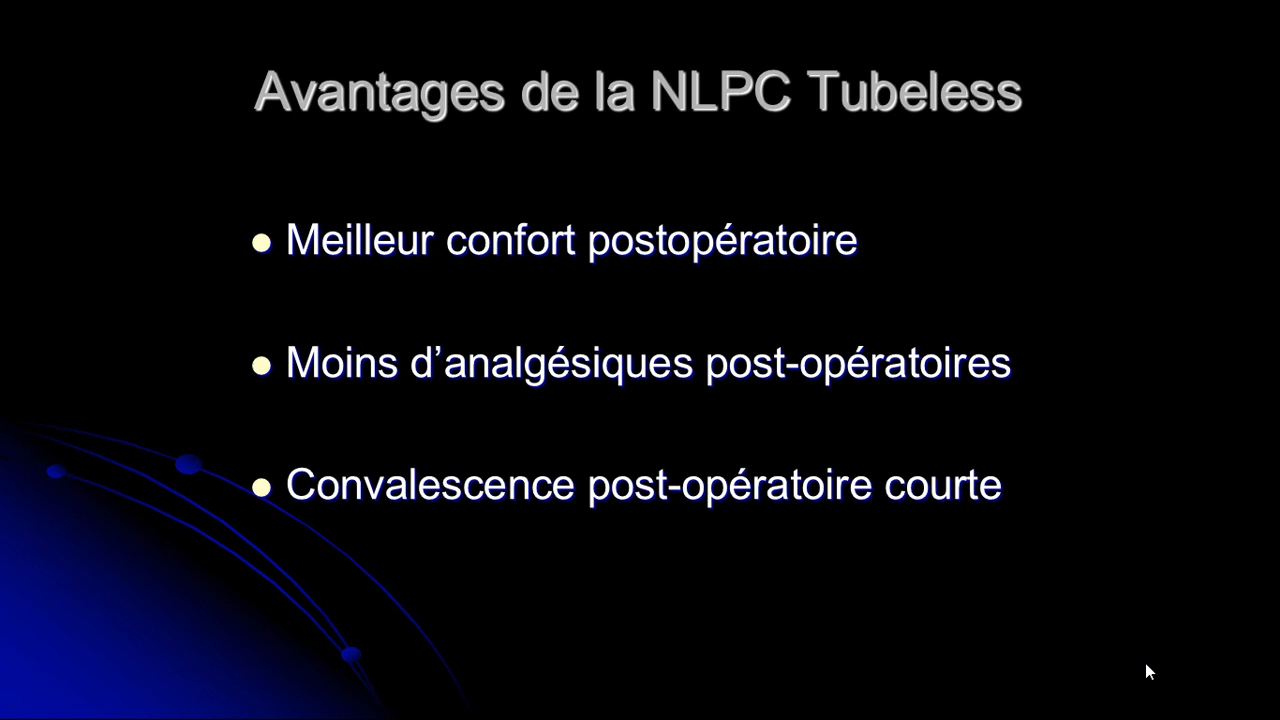 Avantages de la NLPC Tubeless
Meilleur confort postopératoire
Moins d’analgésiques post-opératoires
Convalescence post-opératoire courte